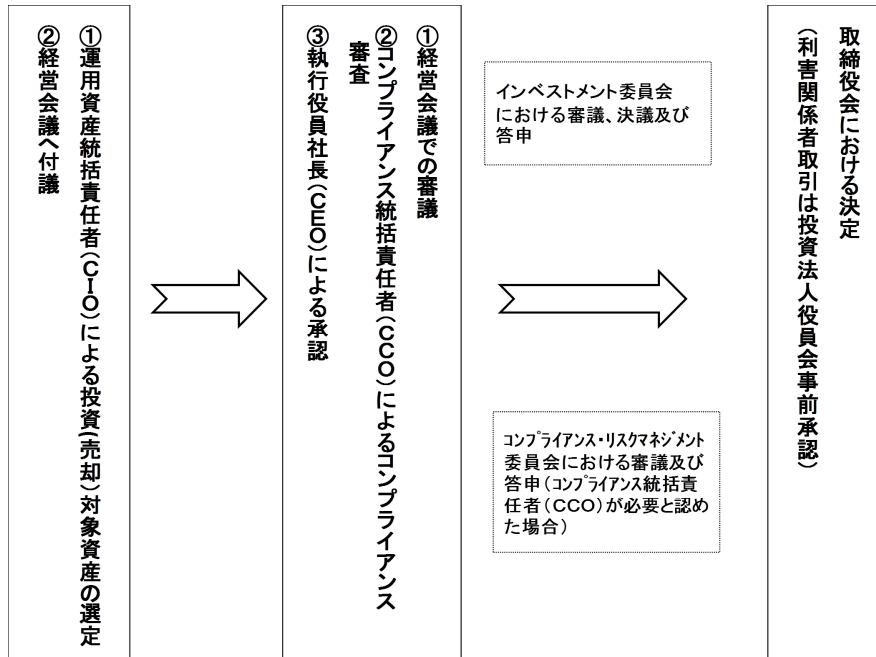 ①運用資産統括責任者(CIO)による投資(売却)対象資産の選定
②経営会議へ付議
①経営会議での審議
②コンプライアンス統括責任者(CCO)によるコンプライアンス
審査
③執行役員社長(CEO)による承認
インベストメント委員会
における審議、決議及び
答申
コンプライアンス・リスクマネジメント
委員会における審議及び
答申(コンプライアンス統括責
任者(CCO)が必要と認め
た場合)
取締役会における決定
(利害関係者取引は投資法人役員会事前承認)